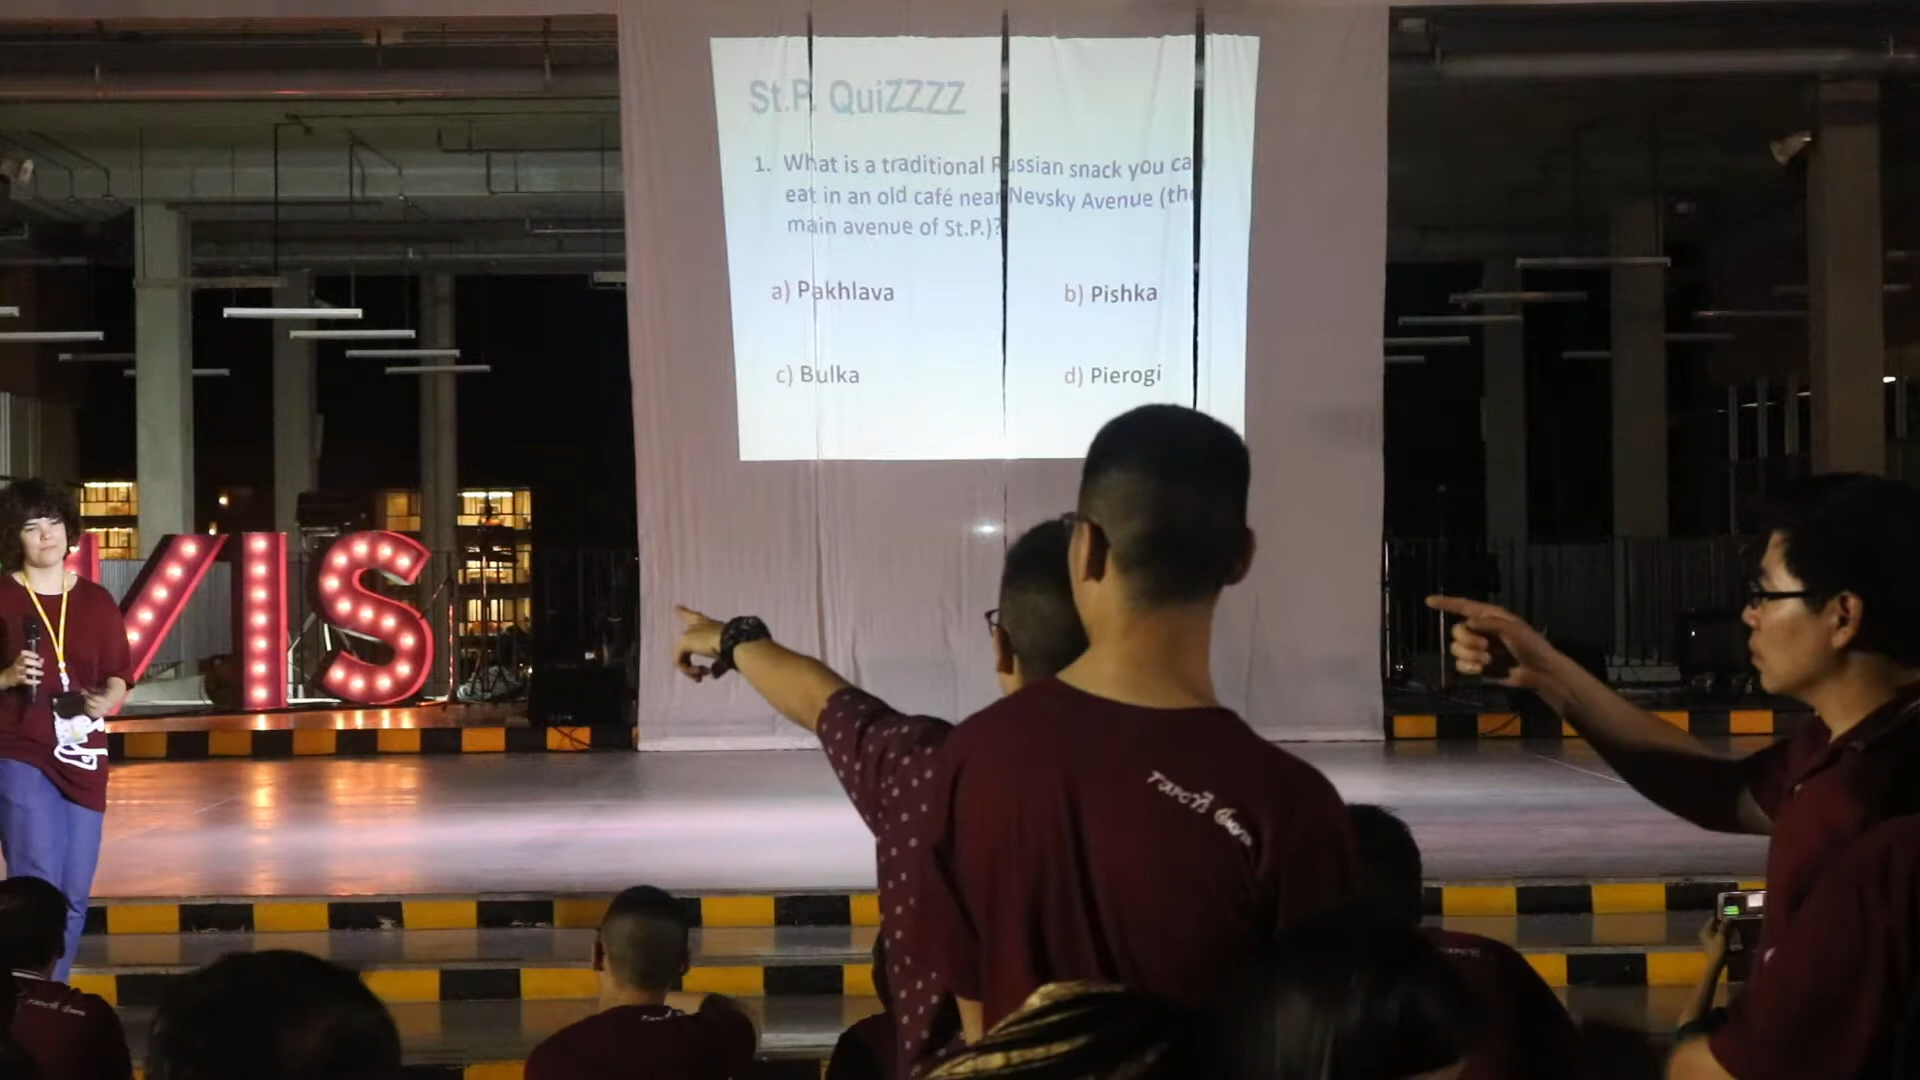 St.P. QuiZZZZ
1. What is a traditional Russian snack you ca
eat in an old café near Nevsky Avenue (the
main avenue of St.P.)?
a) Pakhlava
b) Pishka
c) Bulka
d) Pierogi
VIS